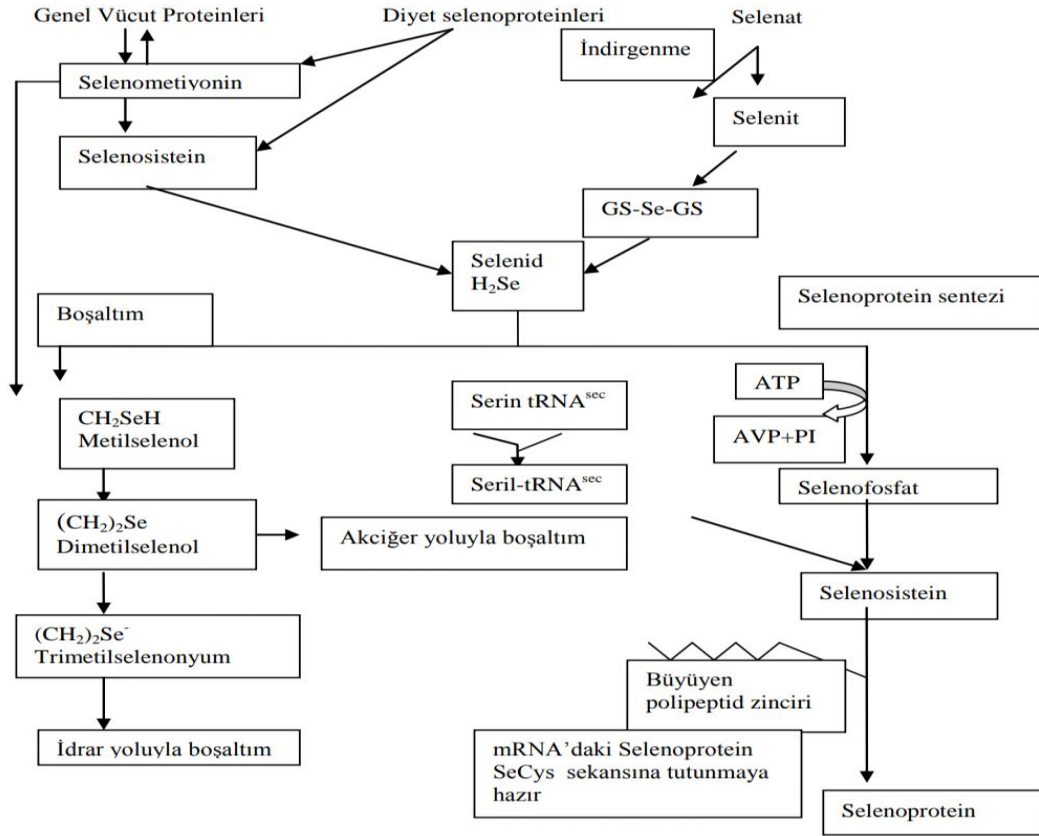 Genel Vücut Proteinleri
Diyet selenoproteinleri
Selenat
İndirgenme
Selenometiyonin
Selenit
Selenosistein
GS-Se-GS
Selenid
H₂Se
Selenoprotein sentezi
Boşaltım
ATP
Serin tRNAˢᵉᶜ
CH₂SeH
Metilselenol
AVP+PI
Seril-tRNAˢᵉᶜ
Selenofosfat
(CH₂)₂Se
Dimetilselenol
Akciğer yoluyla boşaltım
Selenosistein
(CH₂)₂Se⁻
Trimetilselenonyum
Büyüyen
polipeptid zinciri
İdrar yoluyla boşaltım
mRNA’daki Selenoprotein
SeCys sekansına tutunmaya
hazır
Selenoprotein